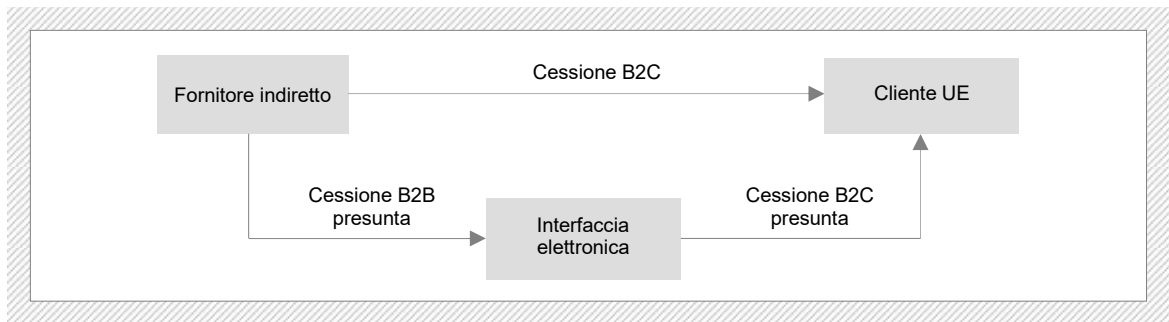 Cessione B2C
Fornitore indiretto
Cliente UE
Cessione B2B
presunta
Cessione B2C
presunta
Interfaccia
elettronica